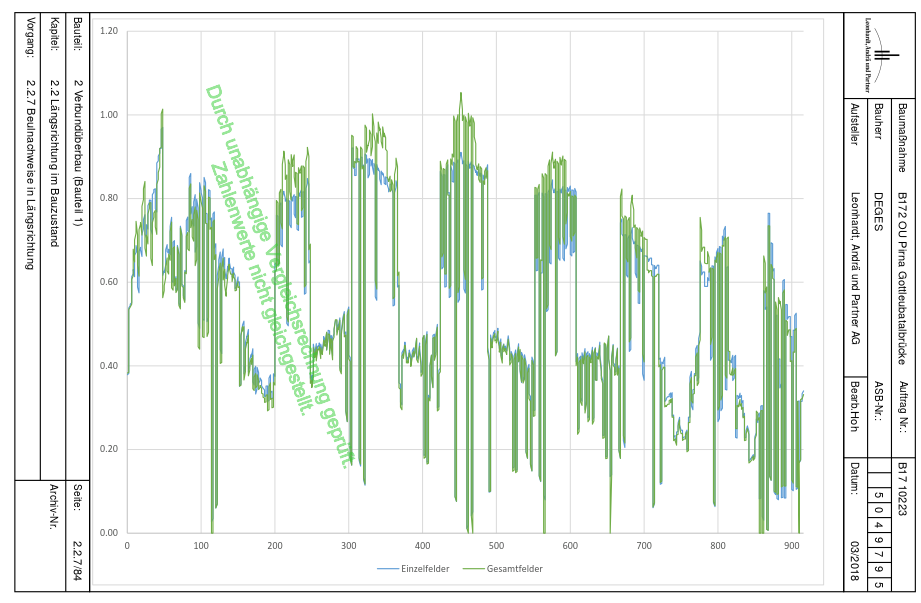 Leonhardt, Andrä und Partner
Baumaßnahme B172 OU Pirna Gottleubatalbrücke Auftrag Nr.: B17 10223
Bauherr DEGES ASB-Nr.: 5 0 4 9 7 9 5
Aufsteller Leonhardt, Andrä und Partner AG Bearb.Hoh Datum: 03/2018
1.20
1.00
0.80
0.60
0.40
0.20
0.00
0 100 200 300 400 500 600 700 800 900
Einzelfelder Gesamtfelder
Durch unabhängige Vergleichsrechnung geprüft.
Zahlenwerte nicht gleichgestellt.
Bauteil: 2 Verbundüberbau (Bauteil 1) Seite: 2.2.7/84
Kapitel: 2.2 Längsrichtung im Bauzustand Archiv-Nr.
Vorgang: 2.2.7 Beulnachweise in Längsrichtung